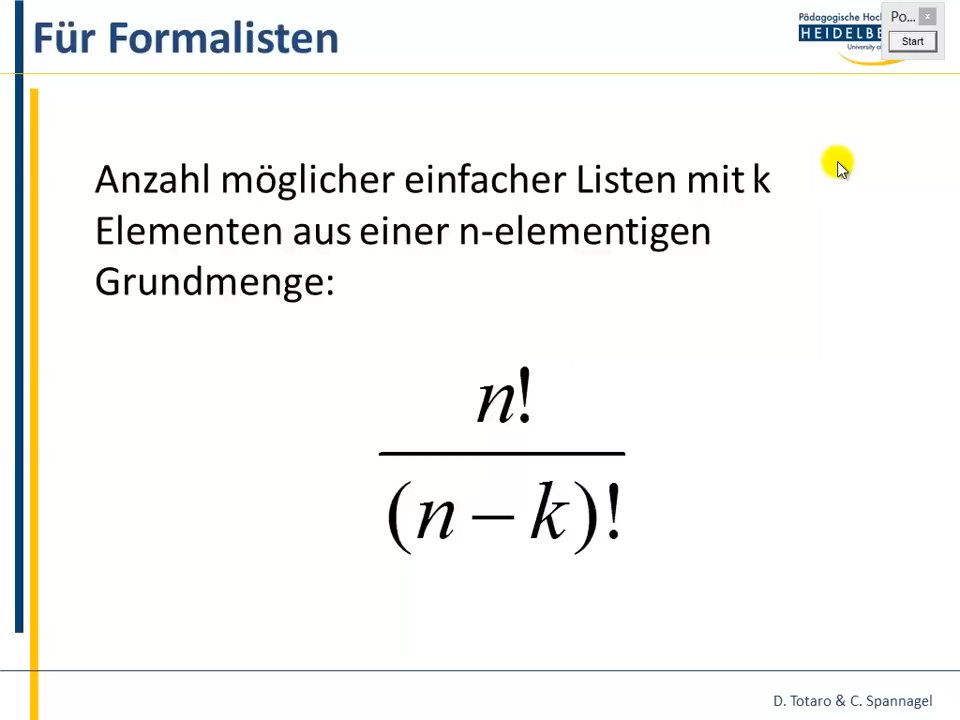 Für Formalisten
Pädagogische Hoc
HEIDELBE
University o
Po...
x
Start
Anzahl möglicher einfacher Listen mit k
Elementen aus einer n-elementigen
Grundmenge:
n!
(n − k)!
D. Totaro & C. Spannagel